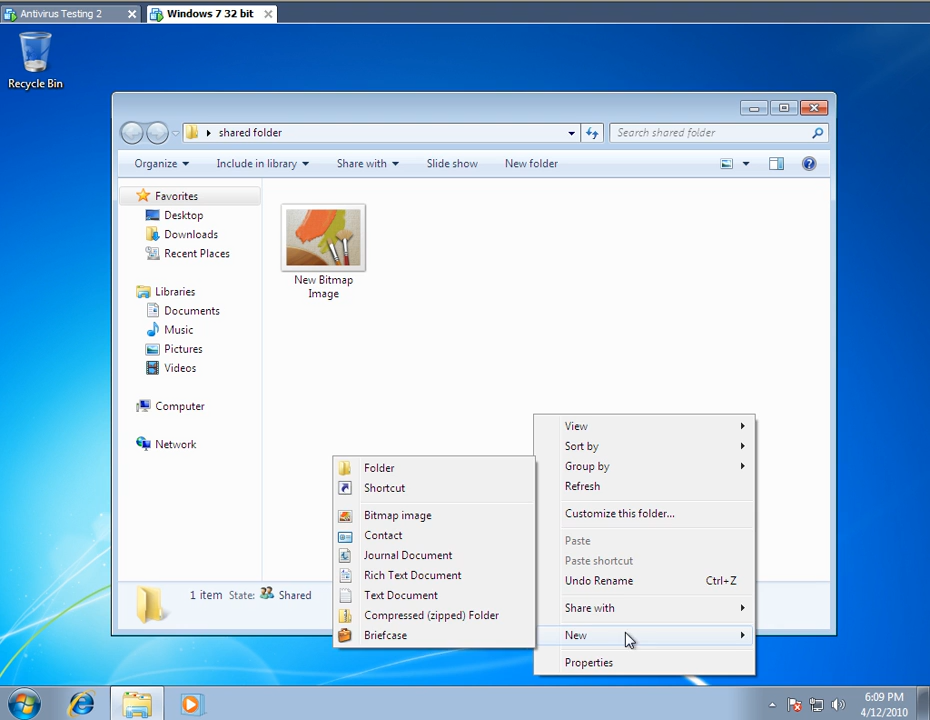 Antivirus Testing 2
Windows 7 32 bit
Recycle Bin
shared folder
Search shared folder
Organize
Include in library
Share with
Slide show
New folder
Favorites
Desktop
Downloads
Recent Places
Libraries
Documents
Music
Pictures
Videos
Computer
Network
New Bitmap
Image
View
Sort by
Group by
Refresh
Customize this folder...
Paste
Paste shortcut
Undo Rename Ctrl+Z
Share with
New
Properties
Folder
Shortcut
Bitmap image
Contact
Journal Document
Rich Text Document
Text Document
Compressed (zipped) Folder
Briefcase
1 item State: Shared
6:09 PM
4/12/2010